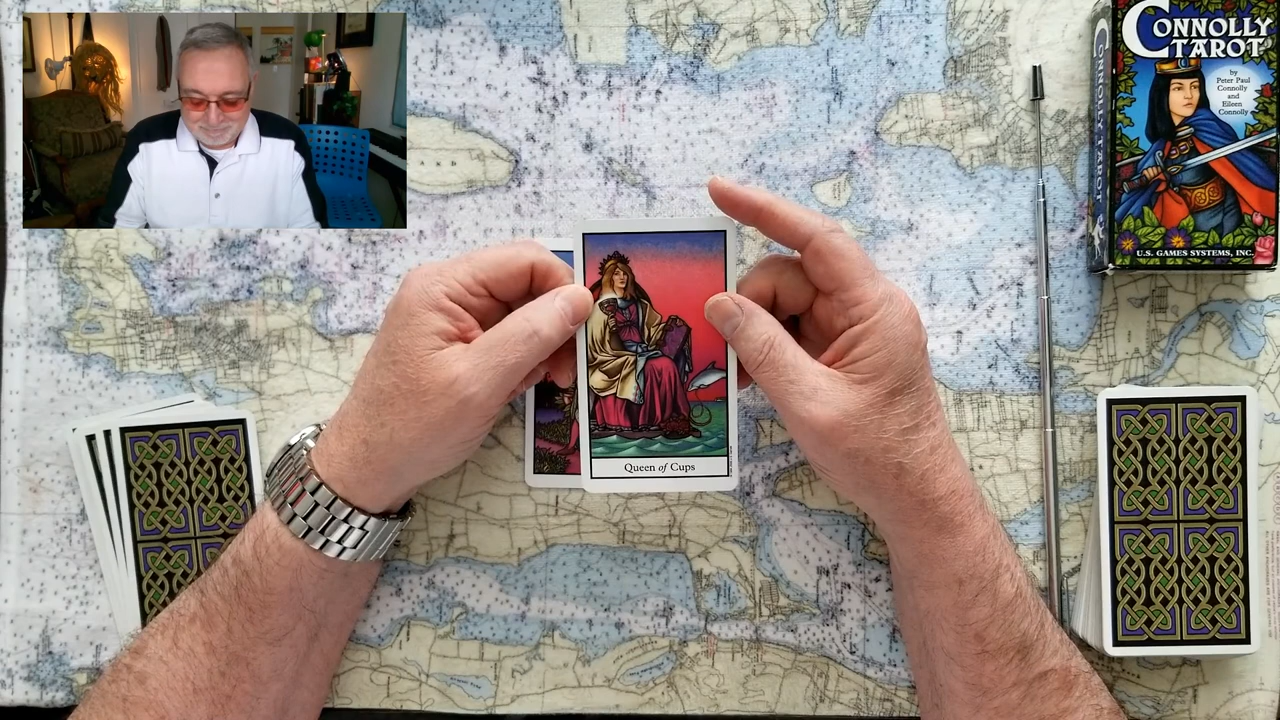 CONNOLLY
TAROT
by
Peter Paul
Connolly
and
Eileen
Connolly
CONNOLLY TAROT
U.S. GAMES SYSTEMS, INC.
Queen of Cups